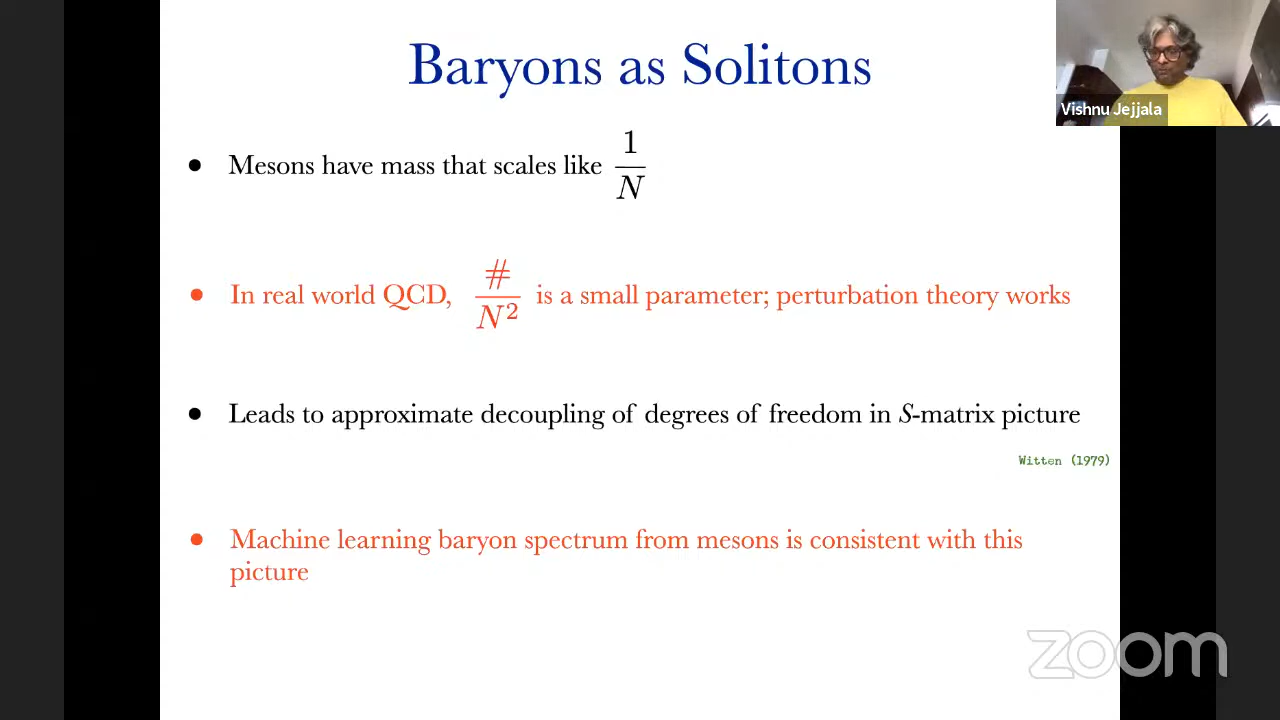 Baryons as Solitons
Vishnu Jejjala
• Mesons have mass that scales like 1/N
• In real world QCD, #/N² is a small parameter; perturbation theory works
• Leads to approximate decoupling of degrees of freedom in S-matrix picture
Witten (1979)
• Machine learning baryon spectrum from mesons is consistent with this
picture
zoom